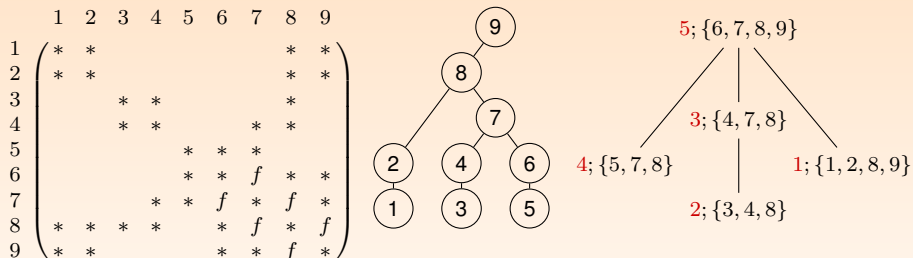 1 2 3 4 5 6 7 8 9
1 * * * *
2 * * * *
3 * * *
4 * * * *
5 * * *
6 * * f * *
7 * * f * f *
8 * * * * * f * f
9 * * * * f *
9
8
7
2 4 6
1 3 5
5; {6, 7, 8, 9}
3; {4, 7, 8}
4; {5, 7, 8} 1; {1, 2, 8, 9}
2; {3, 4, 8}